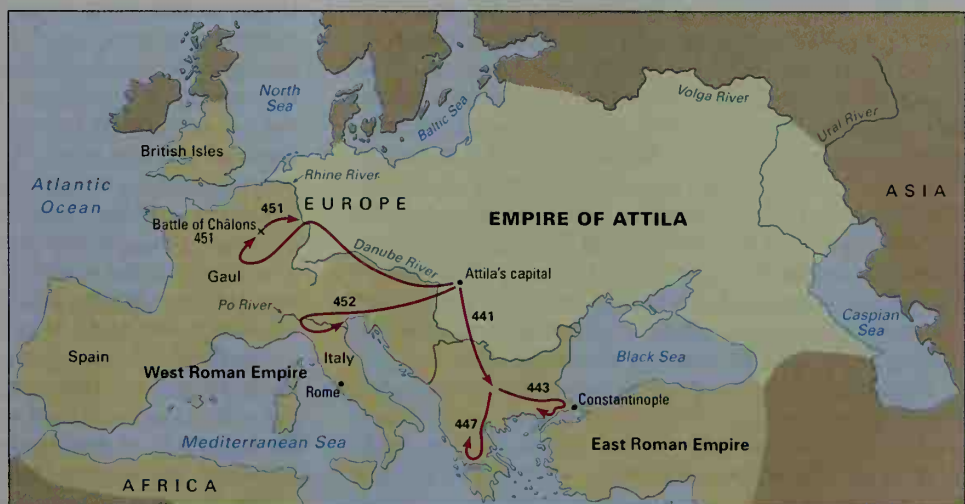 North
Sea
Baltic Sea
Volga River
Ural River
British Isles
Atlantic
Ocean
Rhine River
EUROPE
ASIA
451
Battle of Châlons
451
EMPIRE OF ATTILA
Gaul
Danube River
Attila's capital
Po River
452
441
Caspian
Sea
Spain
Italy
Black Sea
West Roman Empire
Rome
443
Constantinople
447
Mediterranean Sea
East Roman Empire
AFRICA